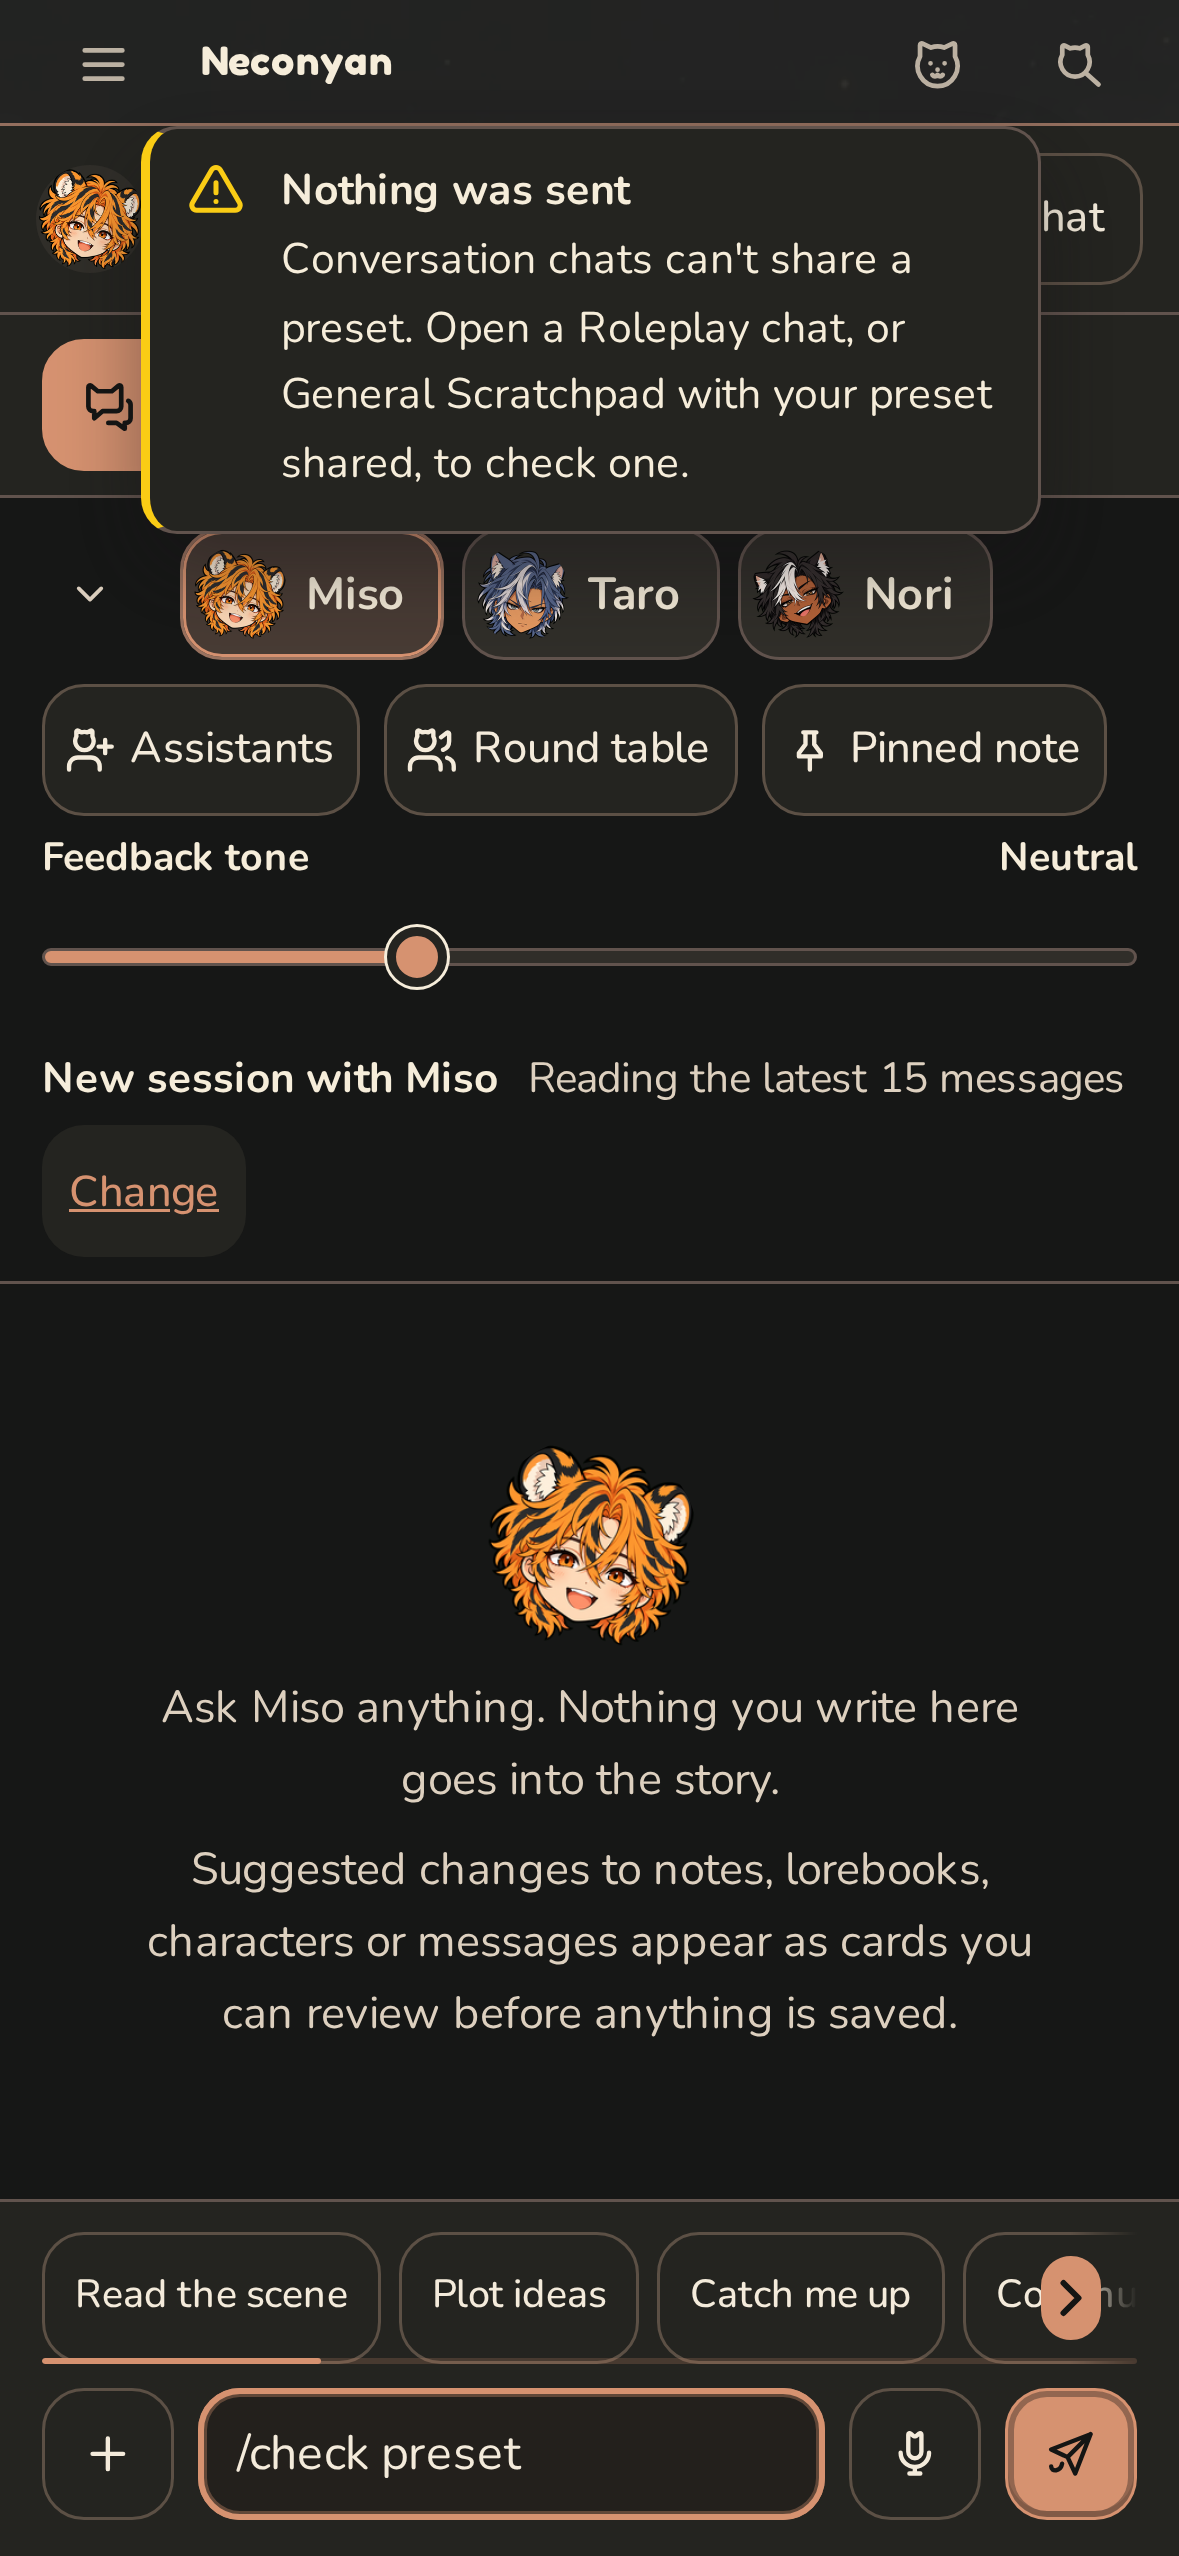 Neconyan
Nothing was sent
Conversation chats can't share a
preset. Open a Roleplay chat, or
General Scratchpad with your preset
shared, to check one.
hat
Miso
Taro
Nori
Assistants
Round table
Pinned note
Feedback tone
Neutral
New session with Miso
Reading the latest 15 messages
Change
Ask Miso anything. Nothing you write here
goes into the story.
Suggested changes to notes, lorebooks,
characters or messages appear as cards you
can review before anything is saved.
Read the scene
Plot ideas
Catch me up
/check preset